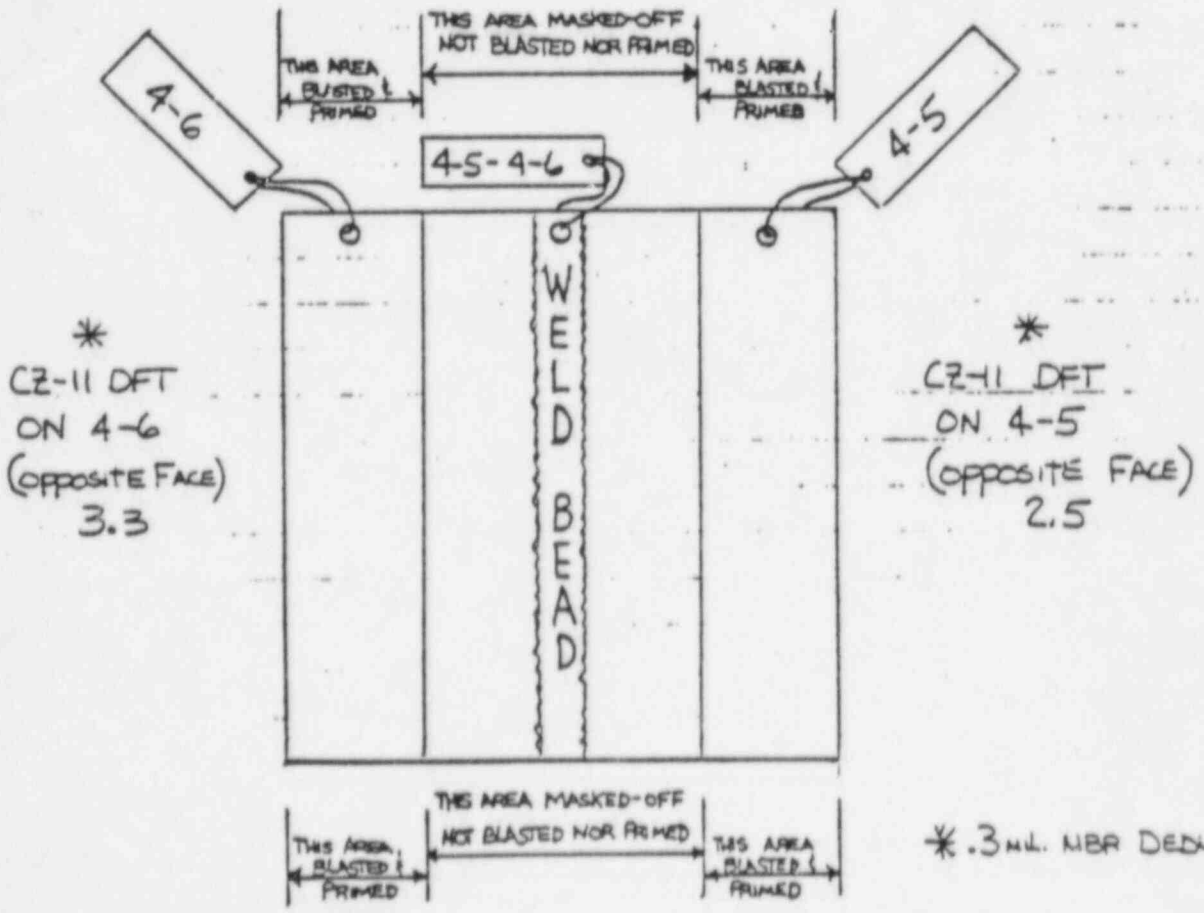 THIS AREA MASKED-OFF
NOT BLASTED NOR PRIMED
THIS AREA
BLASTED &
PRIMED
THIS AREA
BLASTED &
PRIMED
4-6
4-5-4-6
4-5
WELD BEAD
*
CZ-11 DFT
ON 4-6
(OPPOSITE FACE)
3.3
*
CZ-11 DFT
ON 4-5
(OPPOSITE FACE)
2.5
THIS AREA MASKED-OFF
NOT BLASTED NOR PRIMED
THIS AREA
BLASTED &
PRIMED
THIS AREA
BLASTED &
PRIMED
* .3 MIL. MBR DEDU